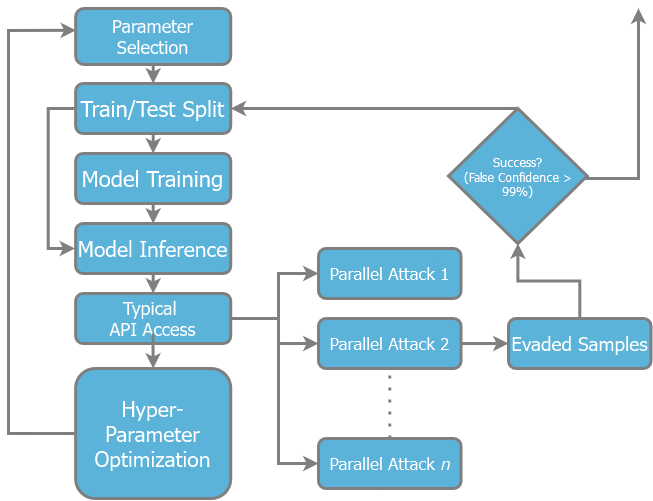 Parameter
Selection
Train/Test Split
Model Training
Model Inference
Typical
API Access
Hyper-
Parameter
Optimization
Parallel Attack 1
Parallel Attack 2
Parallel Attack n
Evaded Samples
Success?
(False Confidence >
99%)